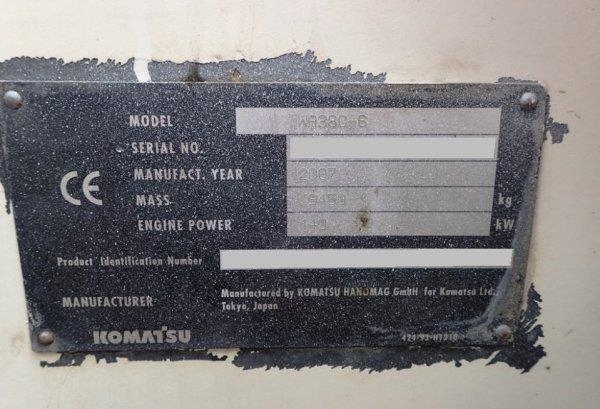 MODEL WA380-6
SERIAL NO.
MANUFACT. YEAR 2007
MASS kg
ENGINE POWER kW
Product Identification Number
MANUFACTURER
Manufactured by KOMATSU HANOMAG GmbH for Komatsu Ltd.
Tokyo, Japan
CE
KOMATSU